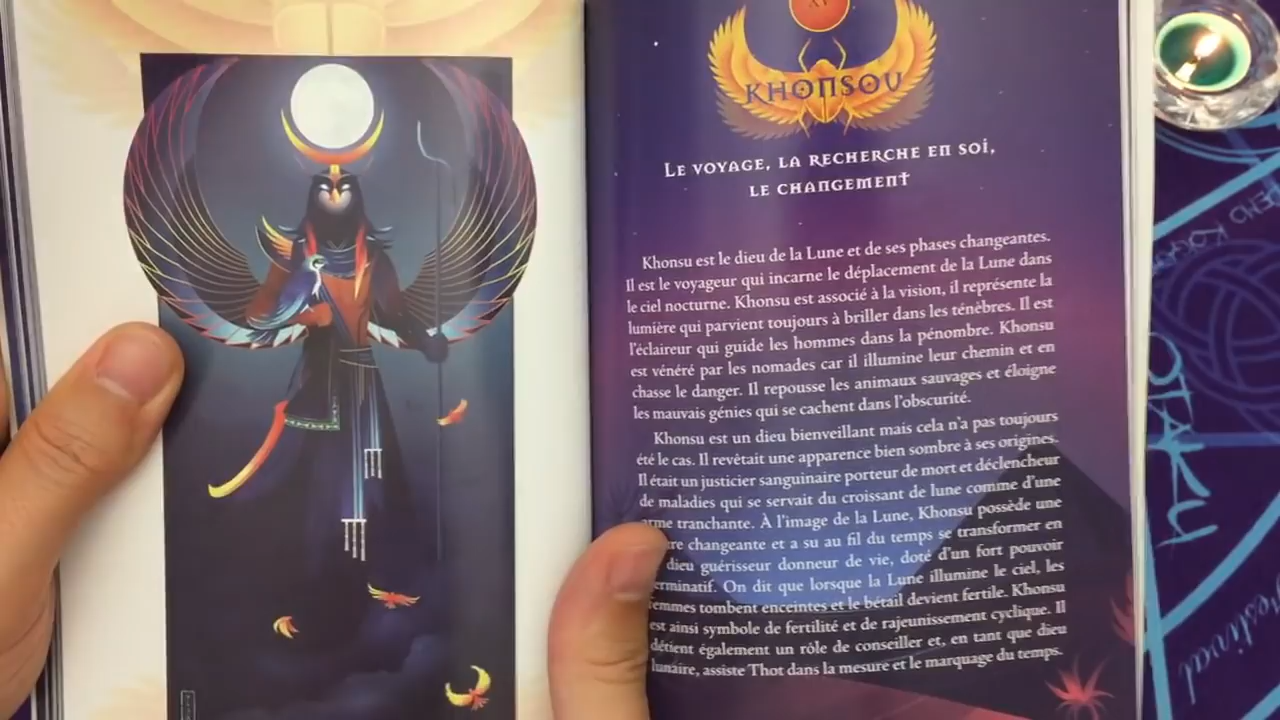 XV
KHONSOU
Le voyage, la recherche en soi,
le changement
Khonsu est le dieu de la Lune et de ses phases changeantes.
Il est le voyageur qui incarne le déplacement de la Lune dans
le ciel nocturne. Khonsu est associé à la vision, il représente la
lumière qui parvient toujours à briller dans les ténèbres. Il est
l'éclaireur qui guide les hommes dans la pénombre. Khonsu
est vénéré par les nomades car il illumine leur chemin et en
chasse le danger. Il repousse les animaux sauvages et éloigne
les mauvais génies qui se cachent dans l'obscurité.
Khonsu est un dieu bienveillant mais cela n'a pas toujours
été le cas. Il revêtait une apparence bien sombre à ses origines.
Il était un justicier sanguinaire porteur de mort et déclencheur
de maladies qui se servait du croissant de lune comme d'une
arme tranchante. À l'image de la Lune, Khonsu possède une
re changeante et a su au fil du temps se transformer en
dieu guérisseur donneur de vie, doté d'un fort pouvoir
erminatif. On dit que lorsque la Lune illumine le ciel, les
femmes tombent enceintes et le bétail devient fertile. Khonsu
est ainsi symbole de fertilité et de rajeunissement cyclique. Il
détient également un rôle de conseiller et, en tant que dieu
lunaire, assiste Thot dans la mesure et le marquage du temps.
OTAKU
Festival